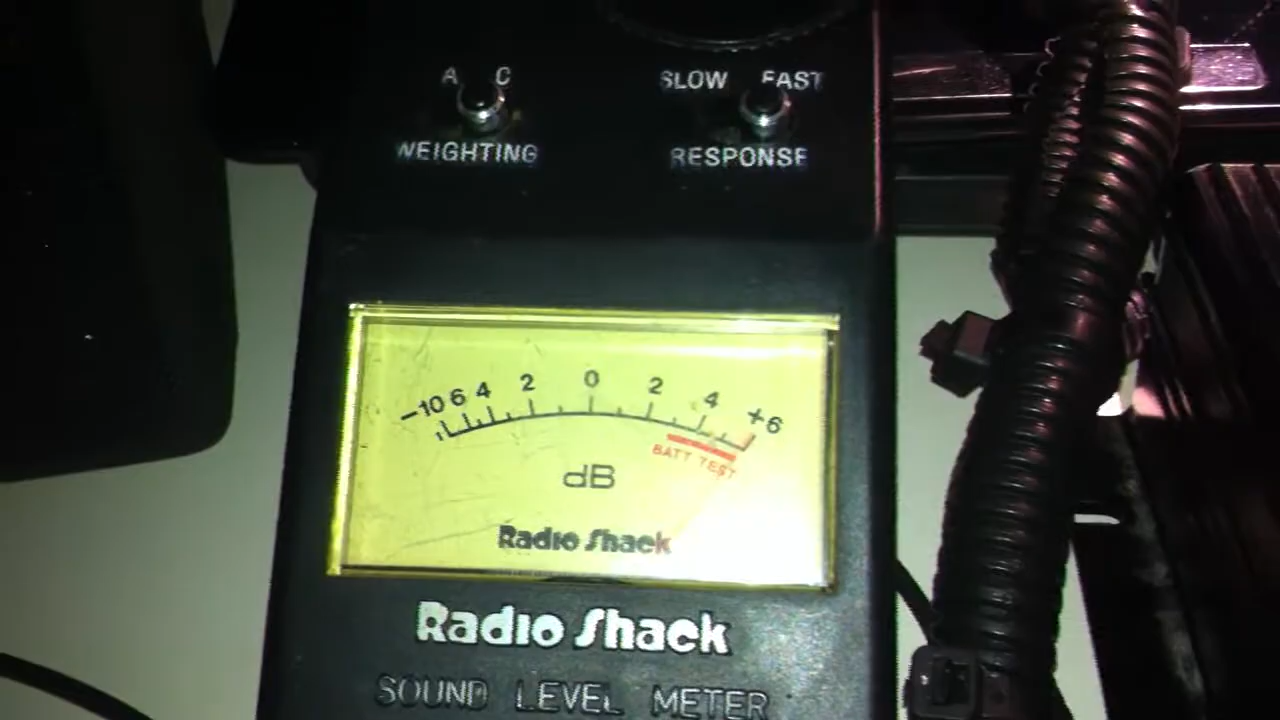 A C
SLOW FAST
WEIGHTING
RESPONSE
−10 6 4 2 0 2 4 +6
BATT TEST
dB
Radio Shack
Radio Shack
SOUND LEVEL METER